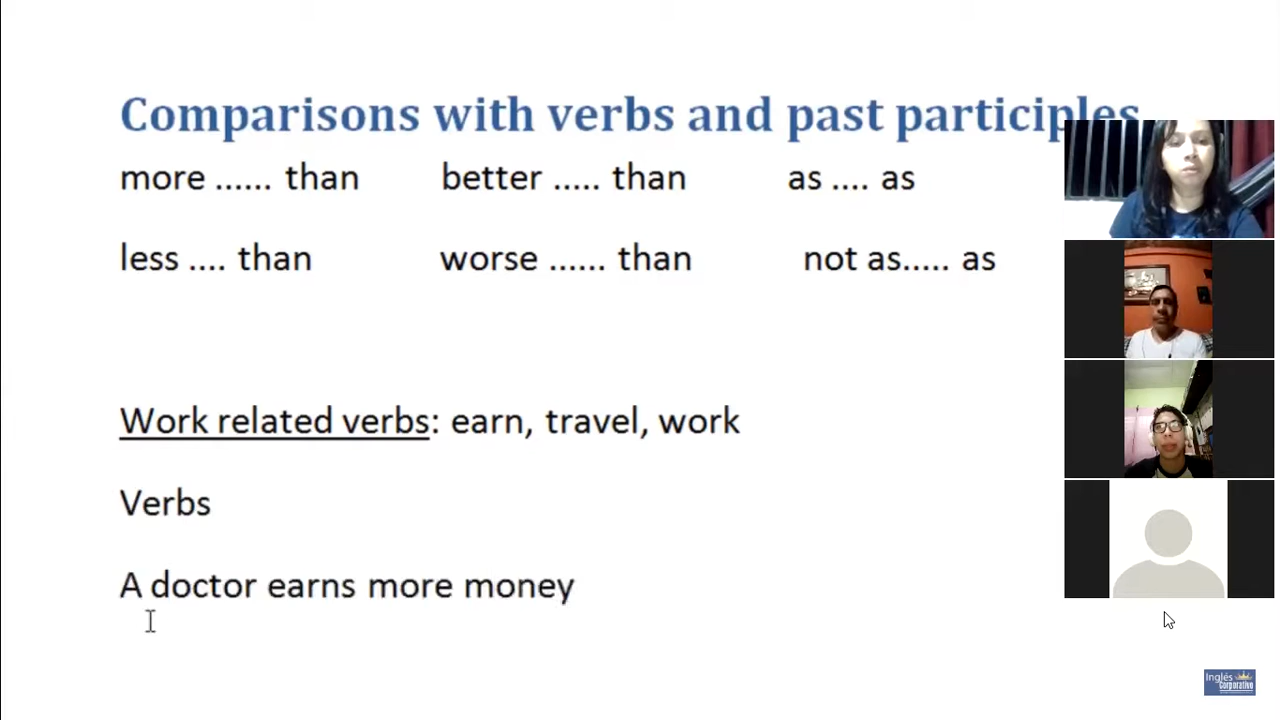 Comparisons with verbs and past participles
more ...... than better ..... than as .... as
less .... than worse ...... than not as..... as
Work related verbs: earn, travel, work
Verbs
A doctor earns more money
Inglés
Corporativo